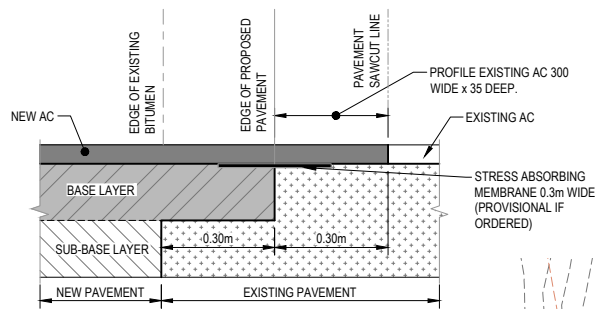 EDGE OF EXISTING
BITUMEN
EDGE OF PROPOSED
PAVEMENT
PAVEMENT
SAWCUT LINE
PROFILE EXISTING AC 300
WIDE x 35 DEEP.
NEW AC
EXISTING AC
STRESS ABSORBING
MEMBRANE 0.3m WIDE
(PROVISIONAL IF
ORDERED)
BASE LAYER
0.30m
0.30m
SUB-BASE LAYER
NEW PAVEMENT
EXISTING PAVEMENT